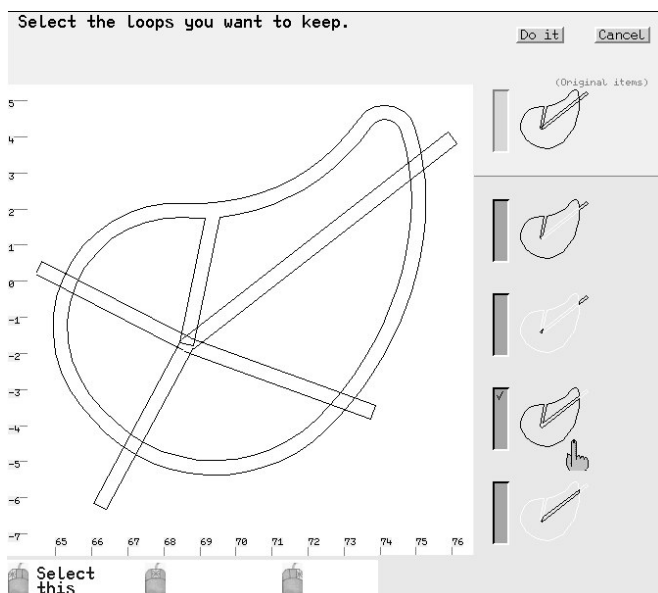 Select the loops you want to keep.
Do it Cancel
(Original items)
5
4
3
2
1
0
-1
-2
-3
-4
-5
-6
-7
65 66 67 68 69 70 71 72 73 74 75 76
Select
this